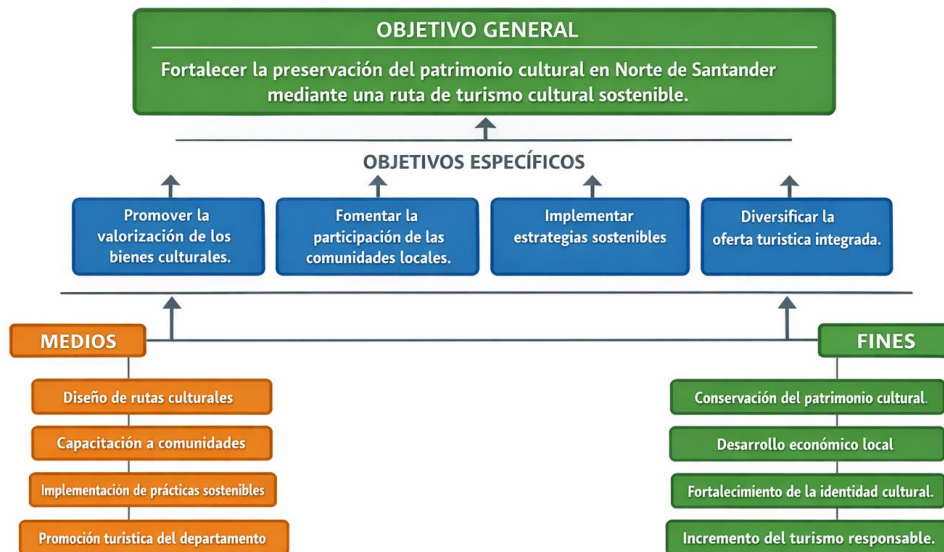 OBJETIVO GENERAL
Fortalecer la preservación del patrimonio cultural en Norte de Santander
mediante una ruta de turismo cultural sostenible.
OBJETIVOS ESPECÍFICOS
Promover la
valorización de los
bienes culturales.
Fomentar la
participación de las
comunidades locales.
Implementar
estrategias sostenibles
Diversificar la
oferta turistica integrada.
MEDIOS
Diseño de rutas culturales
Capacitación a comunidades
Implementación de prácticas sostenibles
Promoción turistica del departamento
FINES
Conservación del patrimonio cultural.
Desarrollo económico local
Fortalecimiento de la identidad cultural.
Incremento del turismo responsable.